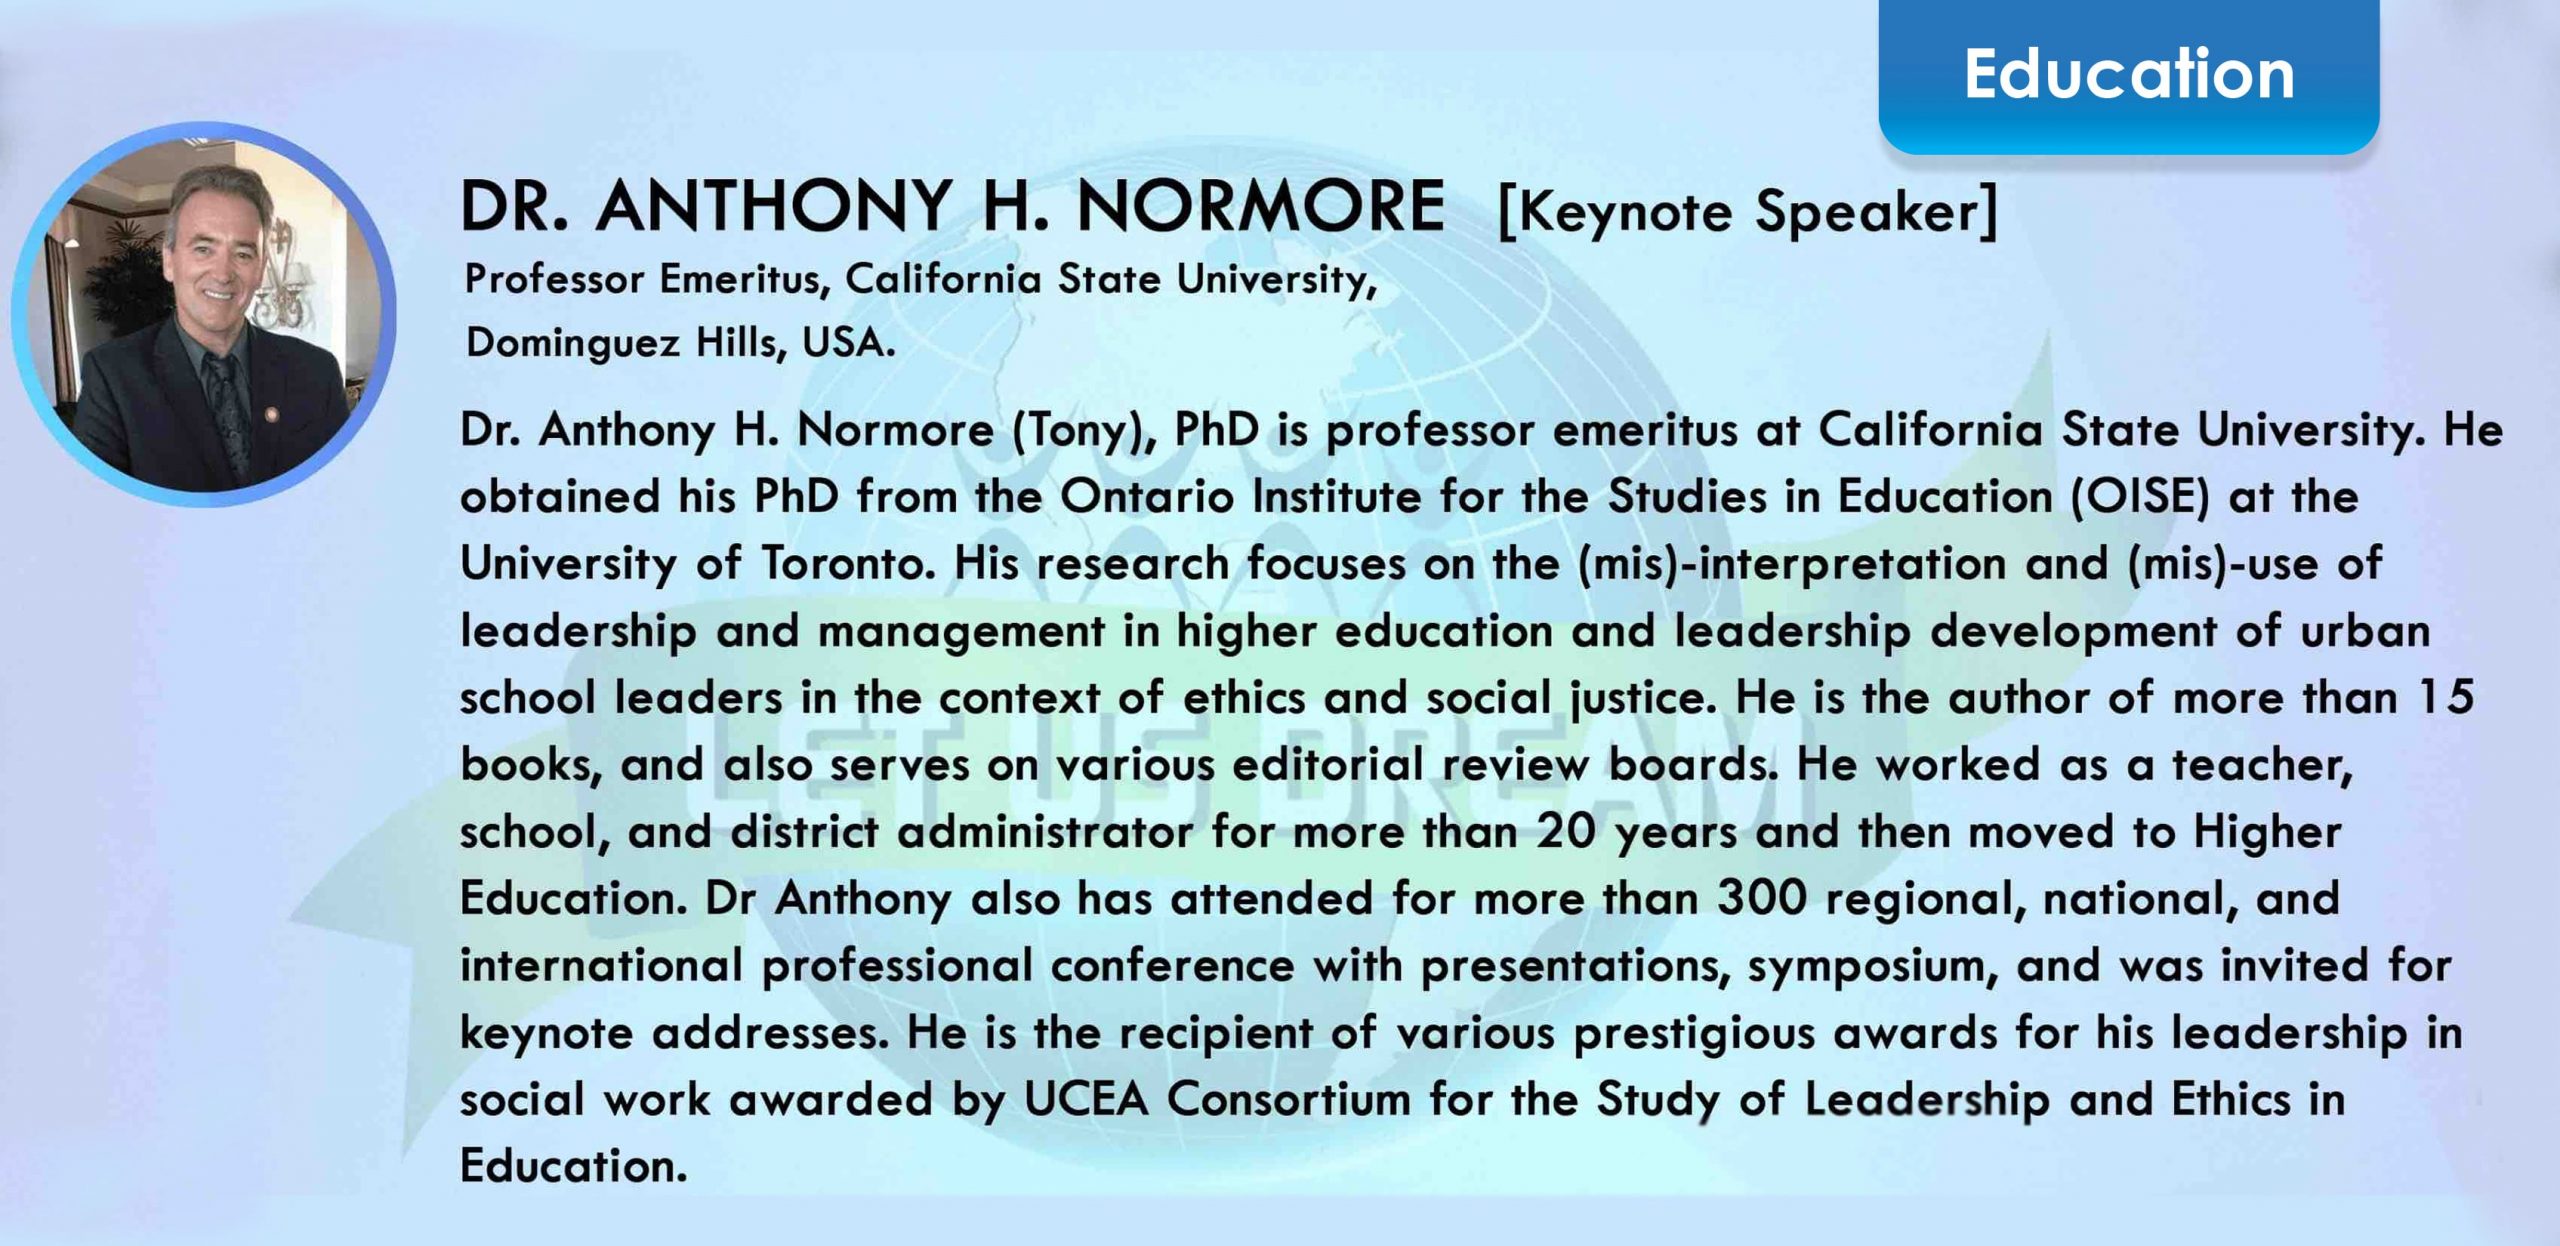 Education
DR. ANTHONY H. NORMORE [Keynote Speaker]
Professor Emeritus, California State University,
Dominguez Hills, USA.
Dr. Anthony H. Normore (Tony), PhD is professor emeritus at California State University. He
obtained his PhD from the Ontario Institute for the Studies in Education (OISE) at the
University of Toronto. His research focuses on the (mis)-interpretation and (mis)-use of
leadership and management in higher education and leadership development of urban
school leaders in the context of ethics and social justice. He is the author of more than 15
books, and also serves on various editorial review boards. He worked as a teacher,
school, and district administrator for more than 20 years and then moved to Higher
Education. Dr Anthony also has attended for more than 300 regional, national, and
international professional conference with presentations, symposium, and was invited for
keynote addresses. He is the recipient of various prestigious awards for his leadership in
social work awarded by UCEA Consortium for the Study of Leadership and Ethics in
Education.
LET US DREAM